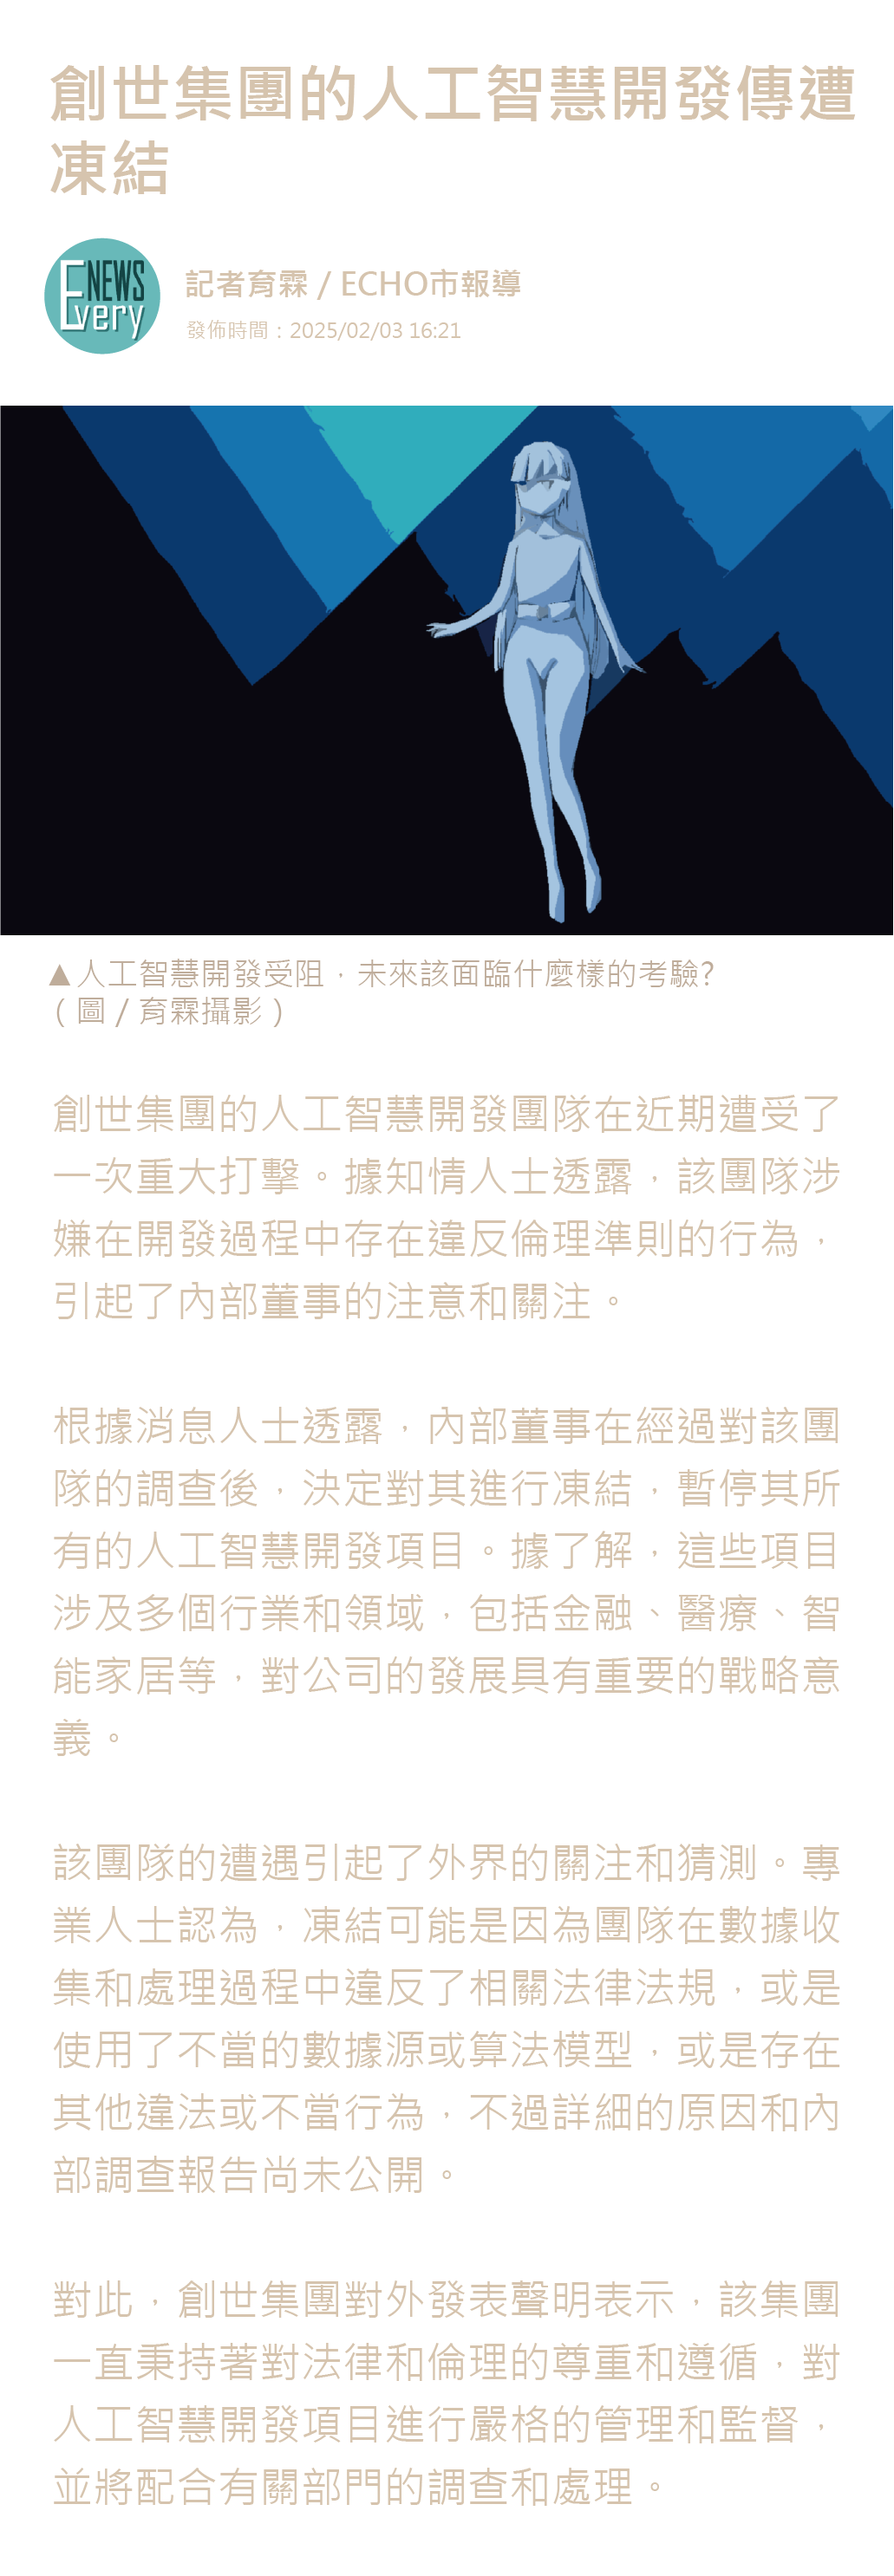 創世集團的人工智慧開發傳遭
凍結
E NEWS
very
記者育霖 / ECHO市報導
發佈時間：2025/02/03 16:21
▲人工智慧開發受阻，未來該面臨什麼樣的考驗?
( 圖 / 育霖攝影 )
創世集團的人工智慧開發團隊在近期遭受了
一次重大打擊。據知情人士透露，該團隊涉
嫌在開發過程中存在違反倫理準則的行為，
引起了內部董事的注意和關注。
根據消息人士透露，內部董事在經過對該團
隊的調查後，決定對其進行凍結，暫停其所
有的人工智慧開發項目。據了解，這些項目
涉及多個行業和領域，包括金融、醫療、智
能家居等，對公司的發展具有重要的戰略意
義。
該團隊的遭遇引起了外界的關注和猜測。專
業人士認為，凍結可能是因為團隊在數據收
集和處理過程中違反了相關法律法規，或是
使用了不當的數據源或算法模型，或是存在
其他違法或不當行為，不過詳細的原因和內
部調查報告尚未公開。
對此，創世集團對外發表聲明表示，該集團
一直秉持著對法律和倫理的尊重和遵循，對
人工智慧開發項目進行嚴格的管理和監督，
並將配合有關部門的調查和處理。